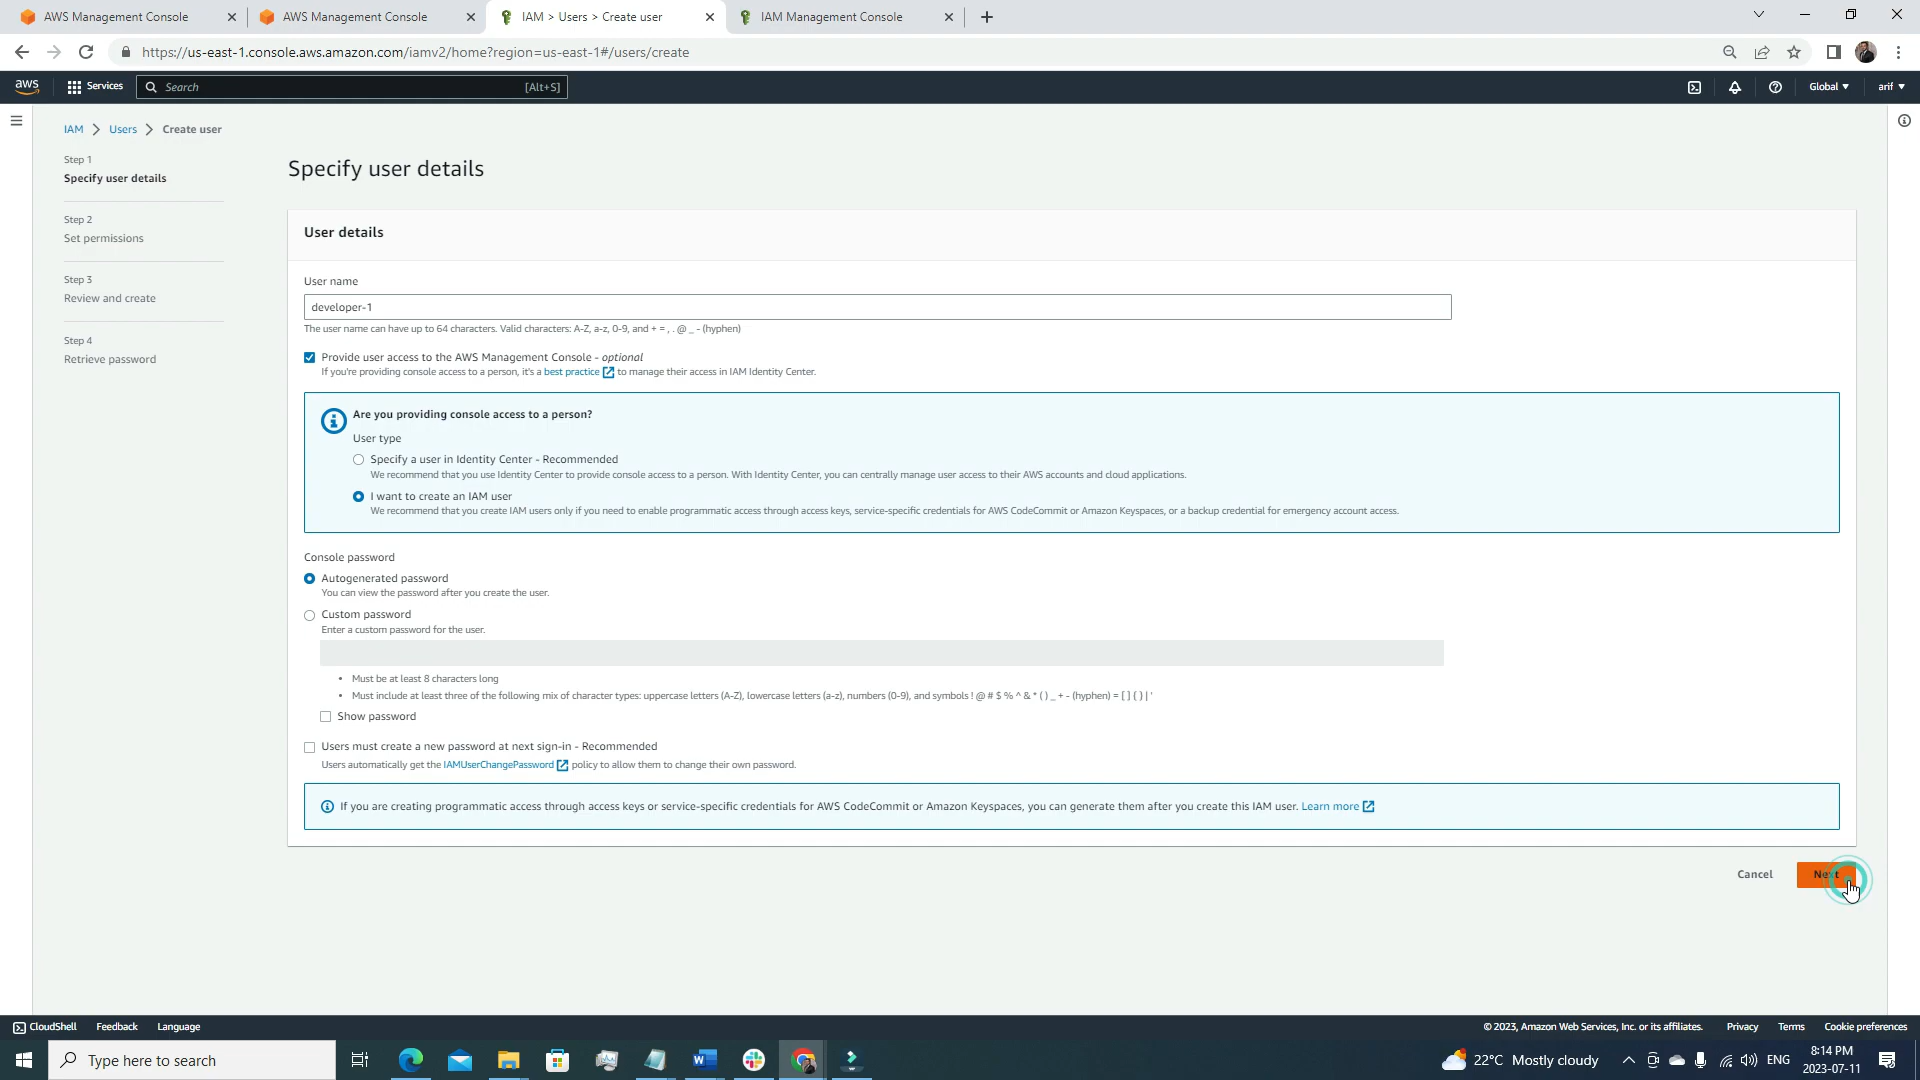 AWS Management Console
AWS Management Console
IAM > Users > Create user
IAM Management Console
https://us-east-1.console.aws.amazon.com/iamv2/home?region=us-east-1#/users/create
aws
Services
Search
[Alt+S]
Global
arif
IAM
Users
Create user
Step 1
Specify user details
Step 2
Set permissions
Step 3
Review and create
Step 4
Retrieve password
Specify user details
User details
User name
developer-1
The user name can have up to 64 characters. Valid characters: A-Z, a-z, 0-9, and + = , . @ _ - (hyphen)
Provide user access to the AWS Management Console - optional
If you're providing console access to a person, it's a best practice to manage their access in IAM Identity Center.
Are you providing console access to a person?
User type
Specify a user in Identity Center - Recommended
We recommend that you use Identity Center to provide console access to a person. With Identity Center, you can centrally manage user access to their AWS accounts and cloud applications.
I want to create an IAM user
We recommend that you create IAM users only if you need to enable programmatic access through access keys, service-specific credentials for AWS CodeCommit or Amazon Keyspaces, or a backup credential for emergency account access.
Console password
Autogenerated password
You can view the password after you create the user.
Custom password
Enter a custom password for the user.
• Must be at least 8 characters long
• Must include at least three of the following mix of character types: uppercase letters (A-Z), lowercase letters (a-z), numbers (0-9), and symbols ! @ # $ % ^ & * ( ) _ + - (hyphen) = [ ] { } | '
Show password
Users must create a new password at next sign-in - Recommended
Users automatically get the IAMUserChangePassword policy to allow them to change their own password.
If you are creating programmatic access through access keys or service-specific credentials for AWS CodeCommit or Amazon Keyspaces, you can generate them after you create this IAM user. Learn more
Cancel
Next
CloudShell
Feedback
Language
© 2023, Amazon Web Services, Inc. or its affiliates.
Privacy
Terms
Cookie preferences
Type here to search
22°C Mostly cloudy
ENG
8:14 PM
2023-07-11